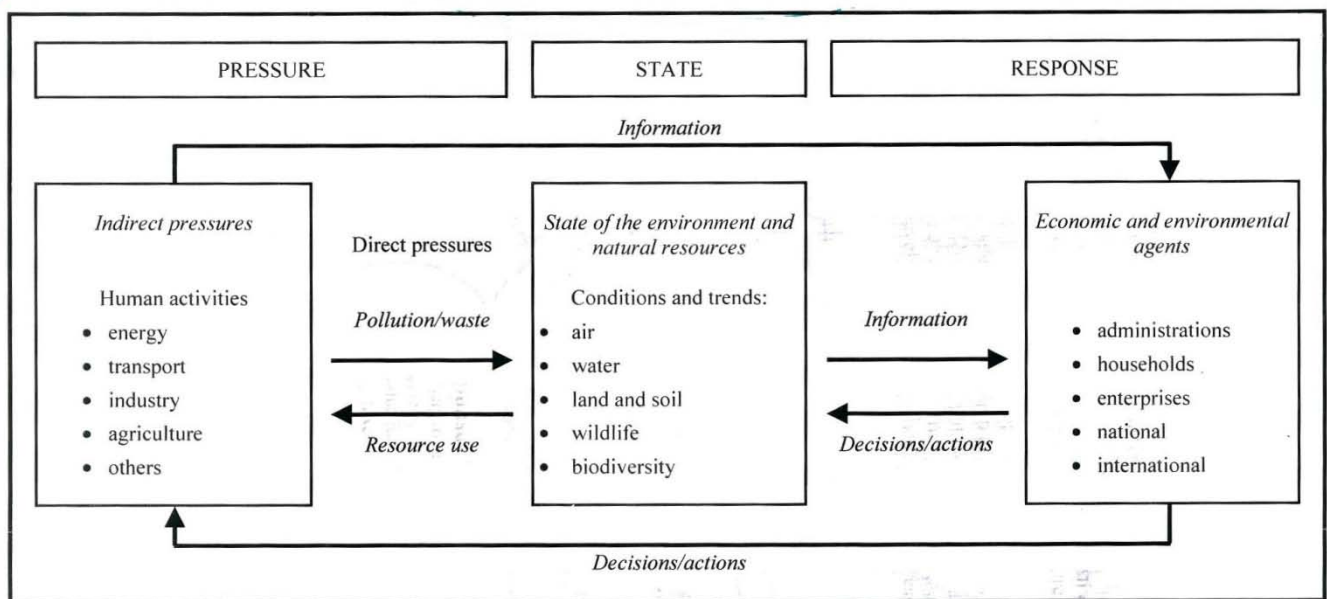 PRESSURE
STATE
RESPONSE
Information
Indirect pressures
Human activities
• energy
• transport
• industry
• agriculture
• others
Direct pressures
Pollution/waste
Resource use
State of the environment and
natural resources
Conditions and trends:
• air
• water
• land and soil
• wildlife
• biodiversity
Information
Decisions/actions
Economic and environmental
agents
• administrations
• households
• enterprises
• national
• international
Decisions/actions